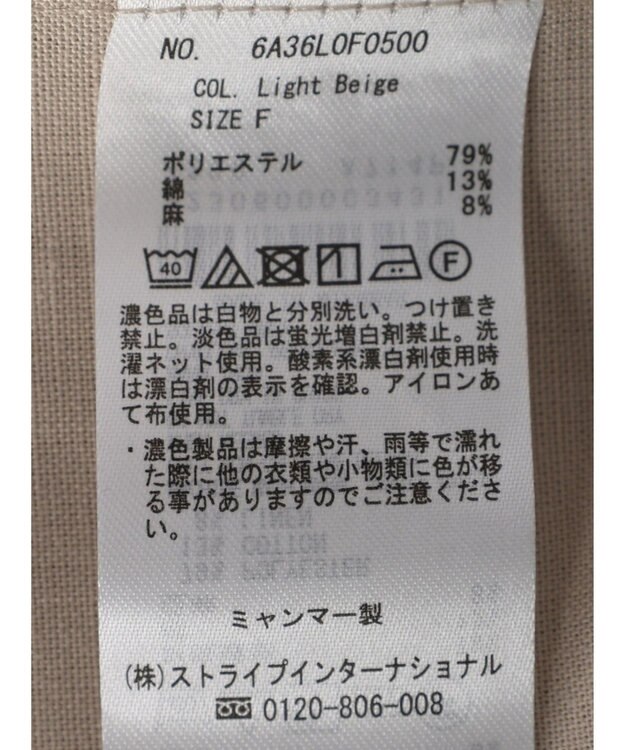 NO. 6A36L0F0500
COL. Light Beige
SIZE F
ポリエステル 79%
綿 13%
麻 8%
40 F
濃色品は白物と分別洗い。つけ置き
禁止。淡色品は蛍光増白剤禁止。洗
濯ネット使用。酸素系漂白剤使用時
は漂白剤の表示を確認。アイロンあ
て布使用。
・濃色製品は摩擦や汗、雨等で濡れ
た際に他の衣類や小物類に色が移
る事がありますのでご注意くださ
い。
ミャンマー製
(株)ストライプインターナショナル
0120-806-008